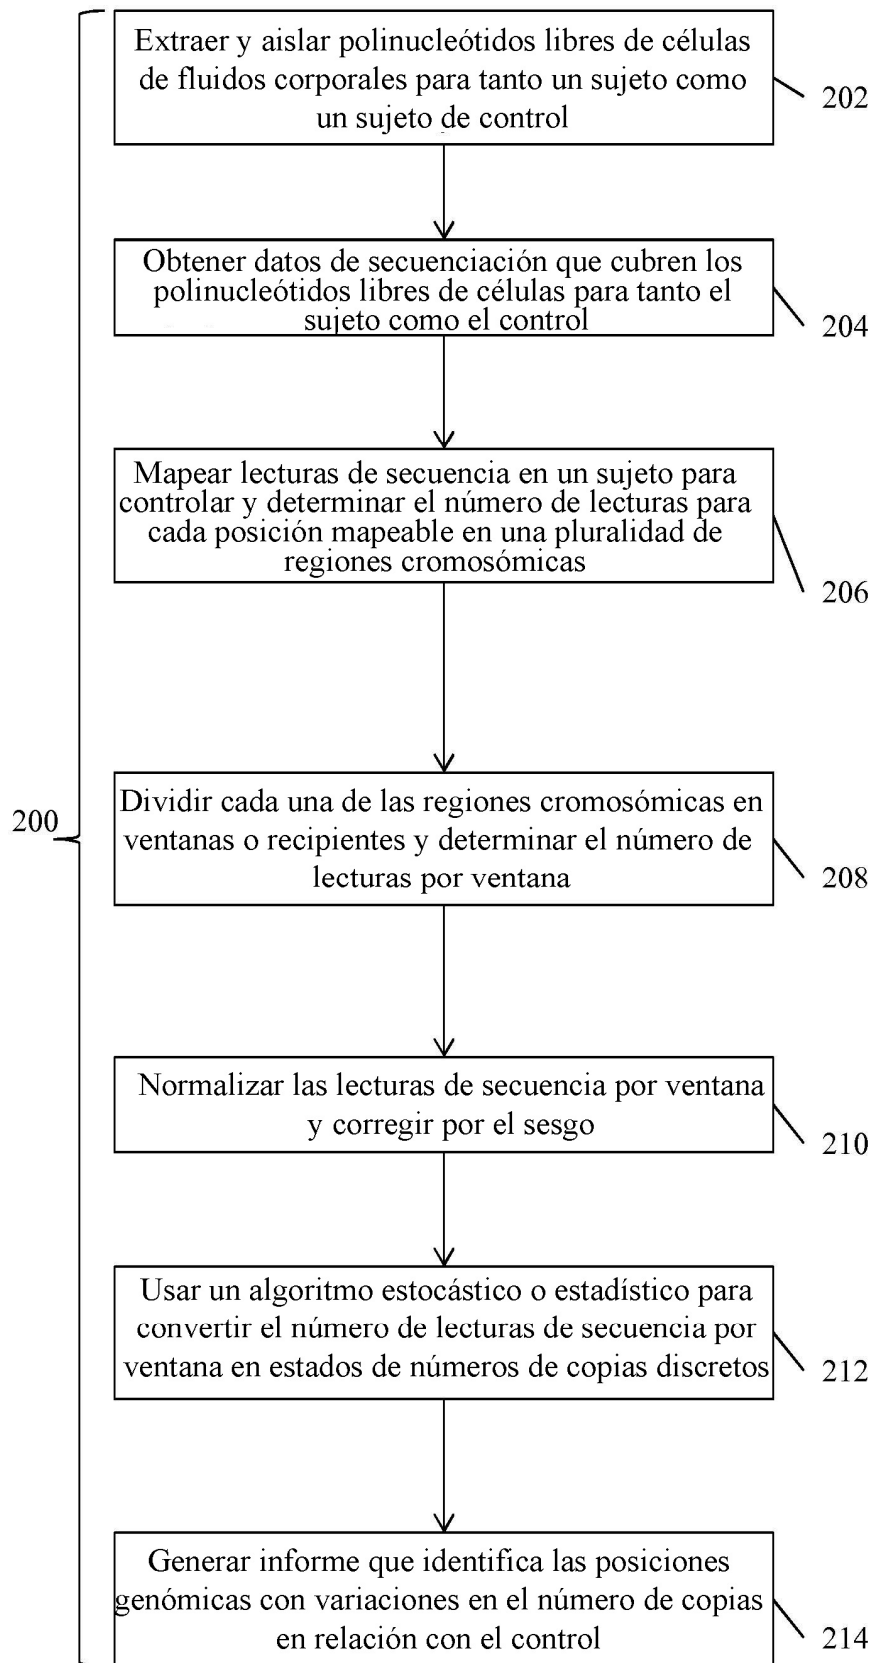 Extraer y aislar polinucleótidos libres de células
de fluidos corporales para tanto un sujeto como
un sujeto de control
202
Obtener datos de secuenciación que cubren los
polinucleótidos libres de células para tanto el
sujeto como el control
204
Mapear lecturas de secuencia en un sujeto para
controlar y determinar el número de lecturas para
cada posición mapeable en una pluralidad de
regiones cromosómicas
206
200
Dividir cada una de las regiones cromosómicas en
ventanas o recipientes y determinar el número de
lecturas por ventana
208
Normalizar las lecturas de secuencia por ventana
y corregir por el sesgo
210
Usar un algoritmo estocástico o estadístico para
convertir el número de lecturas de secuencia por
ventana en estados de números de copias discretos
212
Generar informe que identifica las posiciones
genómicas con variaciones en el número de copias
en relación con el control
214